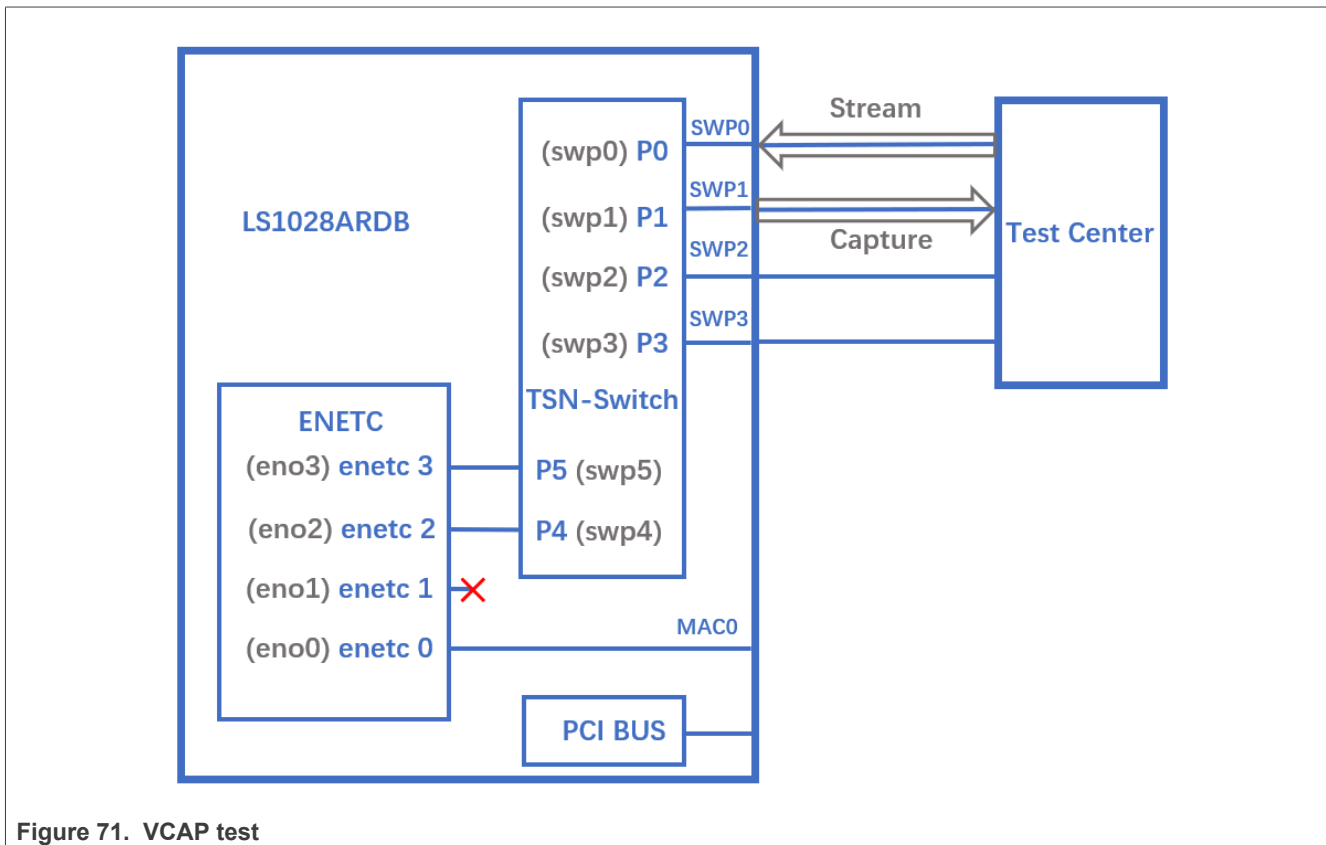 Stream
SWP0
(swp0) P0
SWP1
LS1028ARDB
(swp1) P1
Capture
Test Center
SWP2
(swp2) P2
SWP3
(swp3) P3
TSN-Switch
ENETC
(eno3) enetc 3
P5 (swp5)
(eno2) enetc 2
P4 (swp4)
(eno1) enetc 1
MAC0
(eno0) enetc 0
PCI BUS
Figure 71. VCAP test